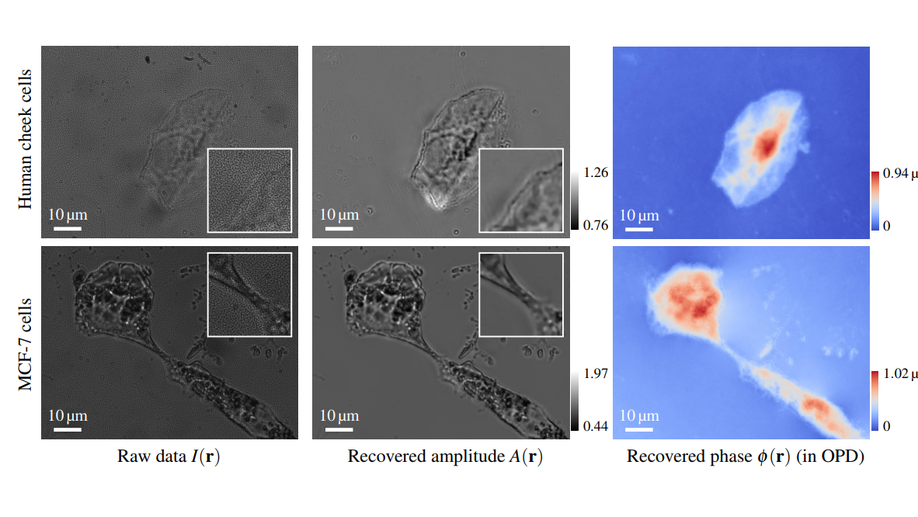 Human cheek cells
10 µm
10 µm
1.26
0.76
10 µm
0.94 µ
0
MCF-7 cells
10 µm
10 µm
1.97
0.44
10 µm
1.02 µ
0
Raw data I(r)
Recovered amplitude A(r)
Recovered phase ϕ(r) (in OPD)